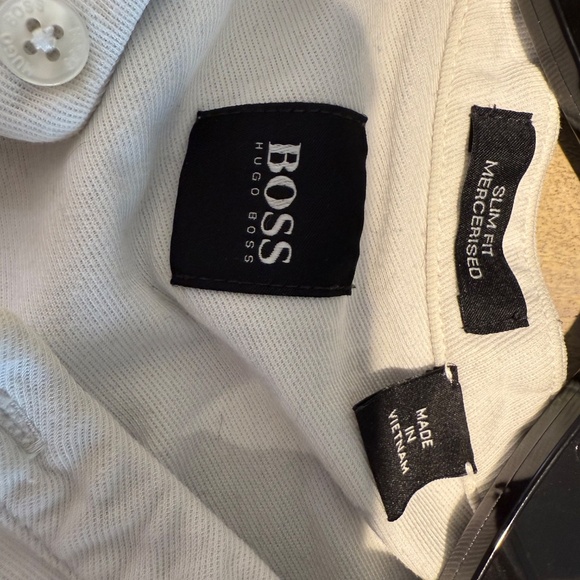 BOSS
HUGO BOSS
SLIM FIT
MERCERISED
MADE
IN
VIETNAM